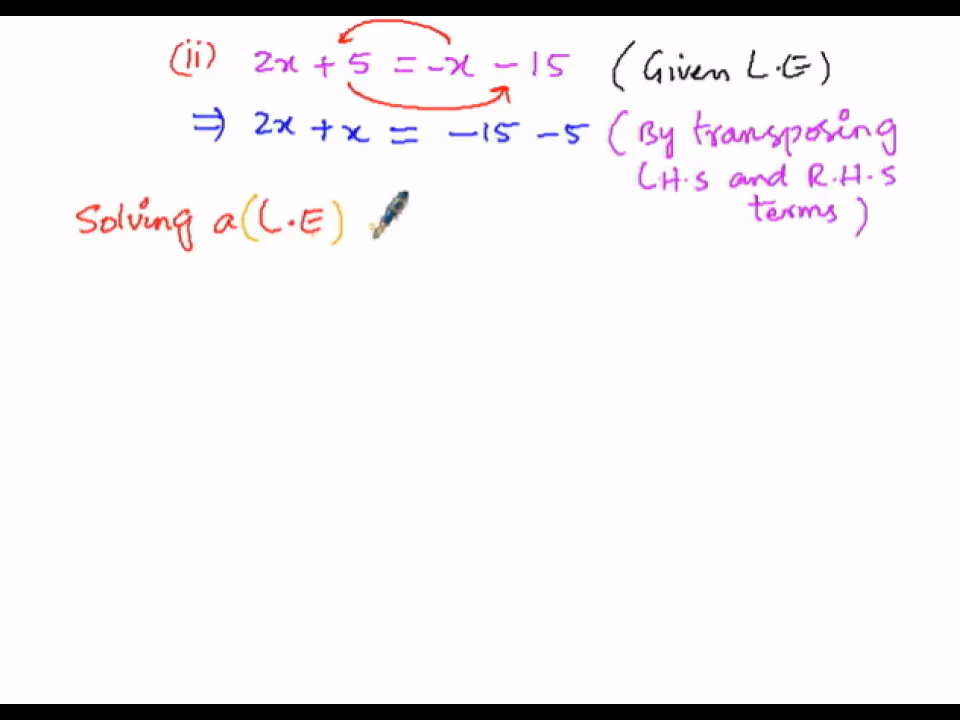 (ii) 2x + 5 = -x - 15 (Given L.E)
⇒ 2x + x = -15 - 5 (By transposing
L.H.S and R.H.S
terms)
Solving a (L.E)